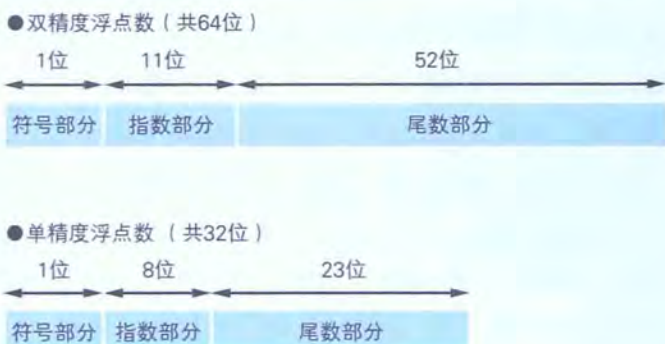 ●双精度浮点数（共64位）
1位 11位 52位
符号部分 指数部分 尾数部分
●单精度浮点数 （共32位）
1位 8位 23位
符号部分 指数部分 尾数部分